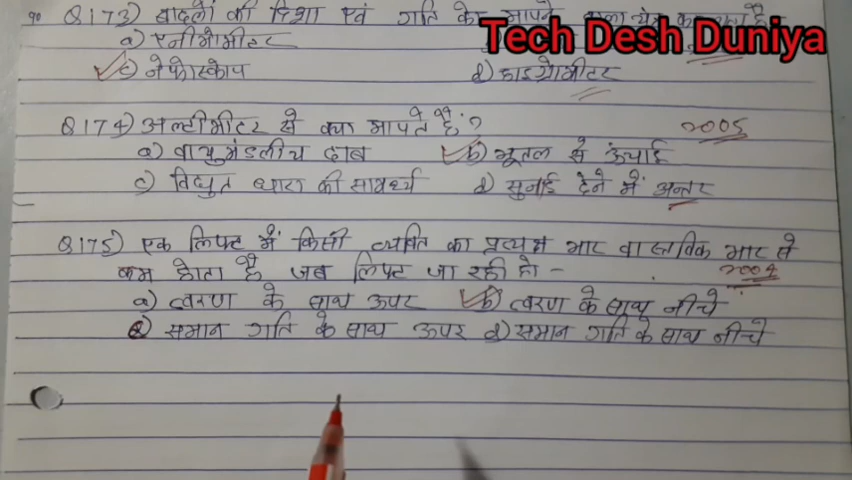 Q173) बादलों की दिशा एवं गति को मापने
Tech Desh Duniya
a) एनीमोमीटर
c) नेफोस्कोप d) हाइग्रोमीटर
Q174) अल्टीमीटर से क्या मापते हैं? 2005
a) वायुमंडलीय दाब b) भूतल से ऊंचाई
c) विद्युत धारा की सामर्थ्य d) सुनाई देने में अन्तर
Q175) एक लिफ्ट में किसी व्यक्ति का प्रत्यक्ष भार वास्तविक भार से
कम होता है जब लिफ्ट जा रही हो -
a) त्वरण के साथ ऊपर b) त्वरण के साथ नीचे
c) समान गति के साथ ऊपर d) समान गति के साथ नीचे